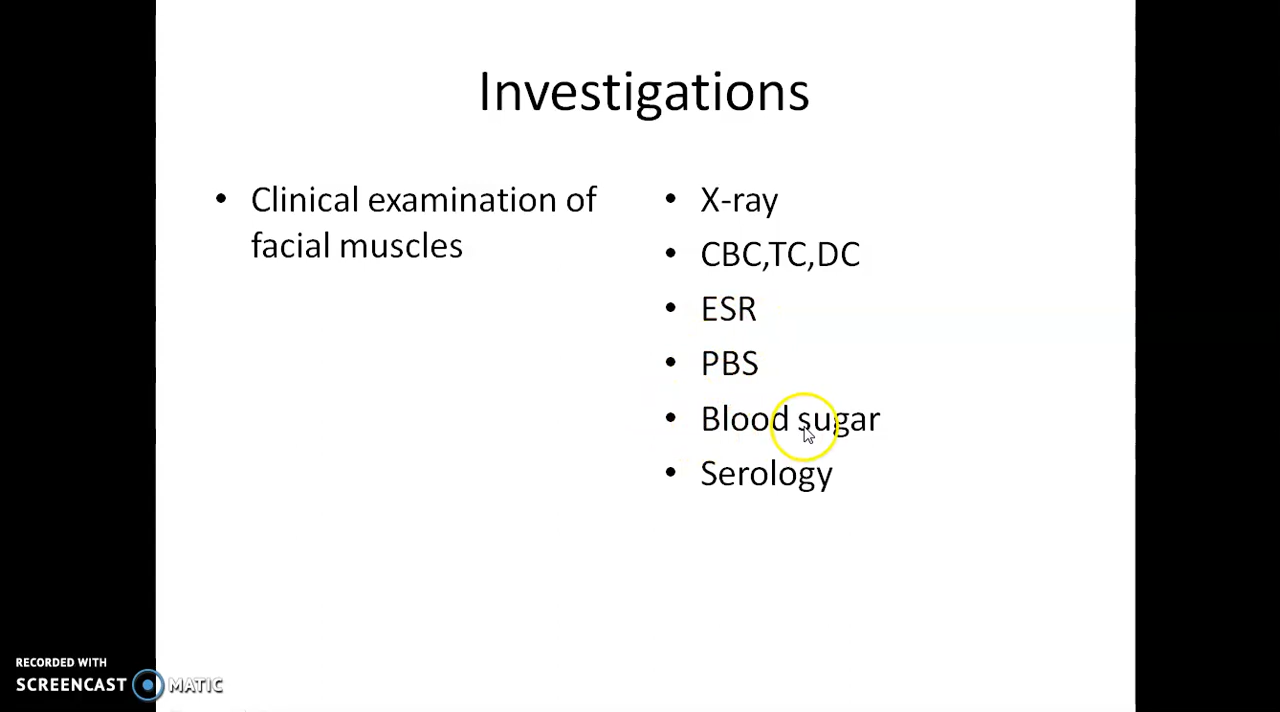 Investigations
• Clinical examination of
facial muscles
• X-ray
• CBC,TC,DC
• ESR
• PBS
• Blood sugar
• Serology
RECORDED WITH
SCREENCAST MATIC